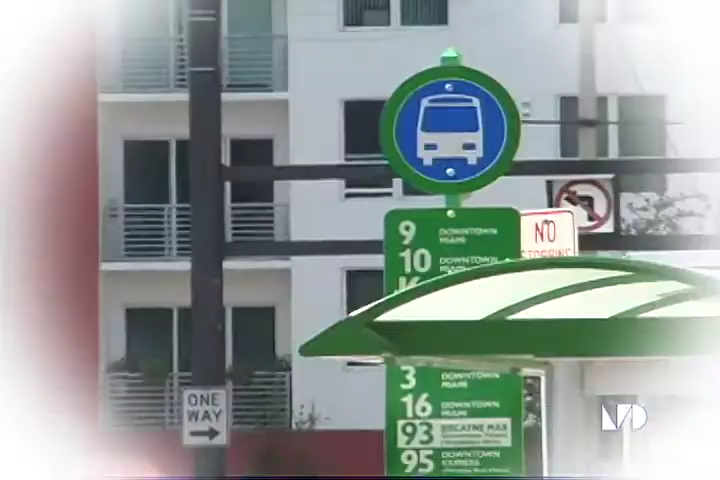 9 DOWNTOWN
MIAMI
10 DOWNTOWN
MIAMI
NO
STOPPING
3 DOWNTOWN
MIAMI
16 DOWNTOWN
MIAMI
93 BISCAYNE MAX
95 DOWNTOWN
EXPRESS
ONE
WAY